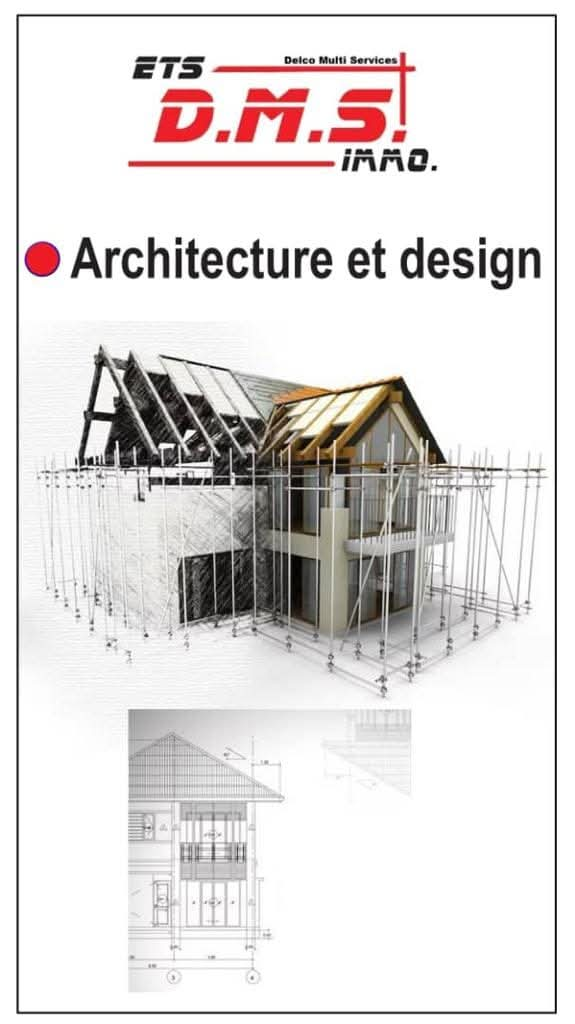 ETS
Delco Multi Services
D.M.S.
IMMO.
Architecture et design